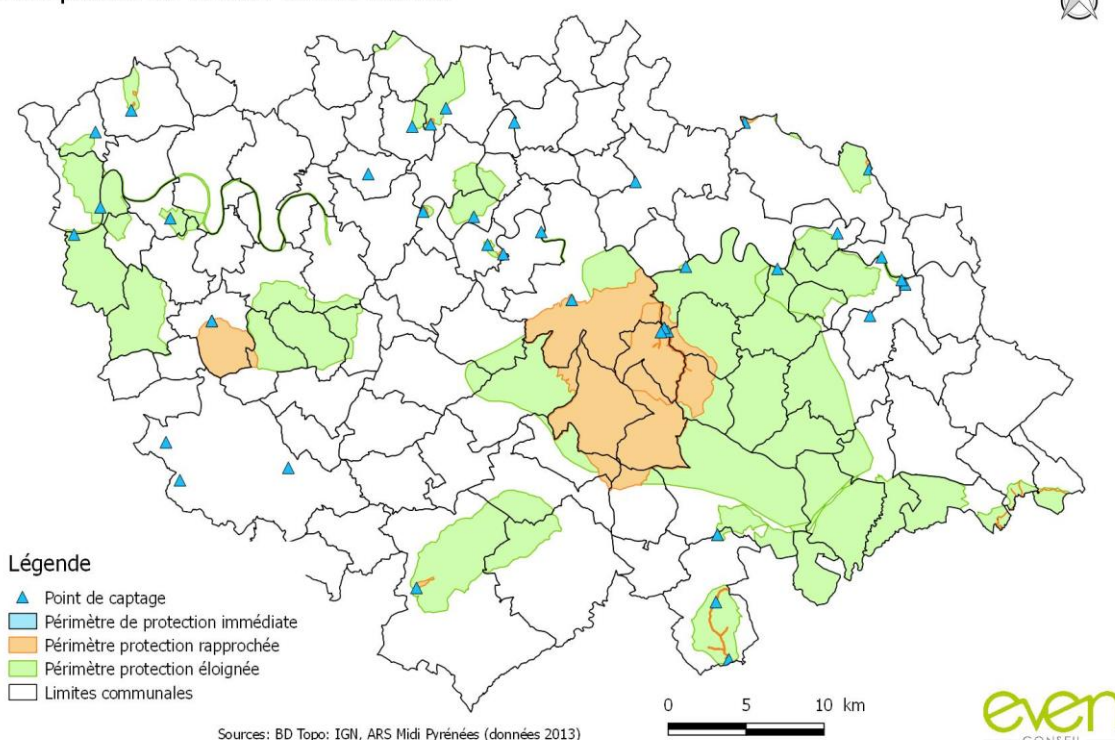 Légende
Point de captage
Périmètre de protection immédiate
Périmètre protection rapprochée
Périmètre protection éloignée
Limites communales
0 5 10 km
Sources: BD Topo: IGN, ARS Midi Pyrénées (données 2013)
even
CONSEIL